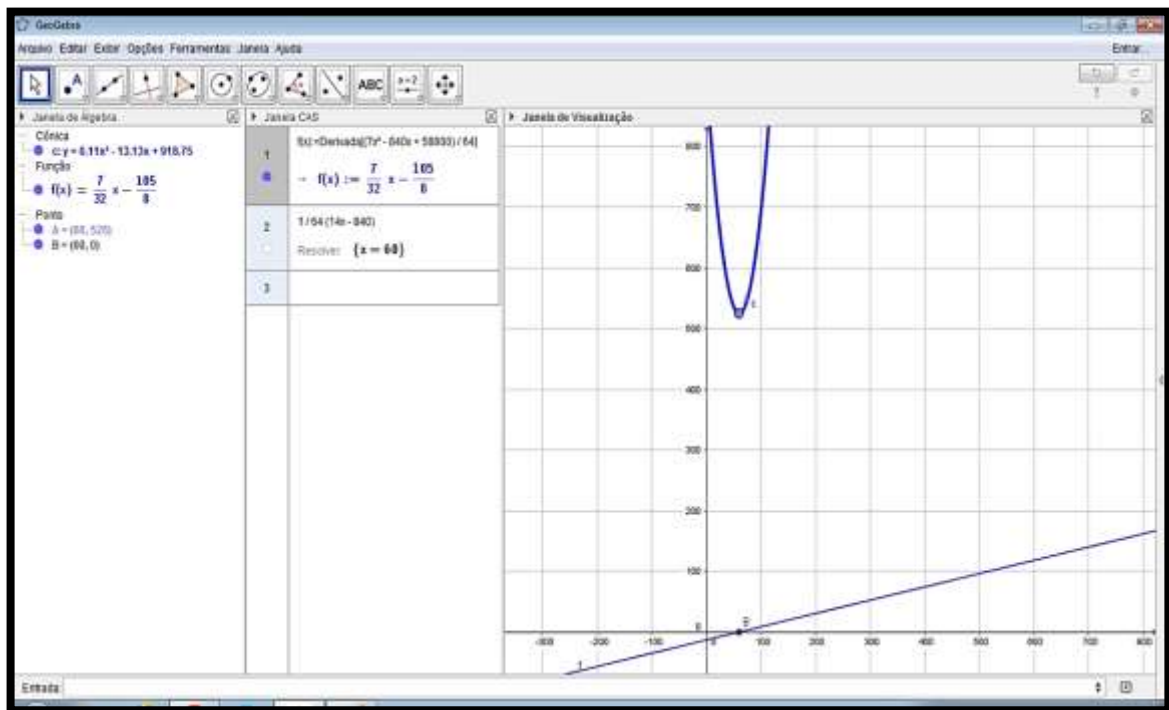 GeoGebra
Arquivo Editar Exibir Opções Ferramentas Janela Ajuda
Entrar...
ABC
a=2
Janela de Álgebra
Cônica
c: y = 0.11x² - 13.13x + 918,75
Função
f(x) = 7/32 x - 105/8
Ponto
A = (60, 525)
B = (60, 0)
Janela CAS
1
f(x):=Derivada[(7x² - 840x + 58800) / 64]
→ f(x) := 7/32 x - 105/8
2
1 / 64 (14x - 840)
Resolver: {x = 60}
3
Janela de Visualização
800
700
600
500
400
300
200
100
0
-300 -200 -100 0 100 200 300 400 500 600 700 800
c
B
f
Entrada: